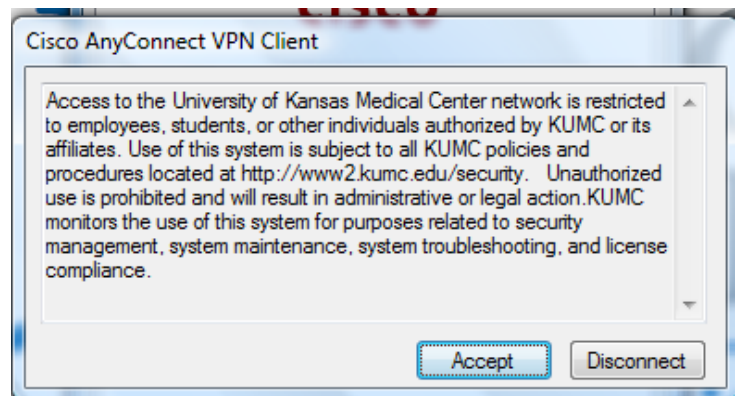 cisco
Cisco AnyConnect VPN Client
Access to the University of Kansas Medical Center network is restricted
to employees, students, or other individuals authorized by KUMC or its
affiliates. Use of this system is subject to all KUMC policies and
procedures located at http://www2.kumc.edu/security.   Unauthorized
use is prohibited and will result in administrative or legal action.KUMC
monitors the use of this system for purposes related to security
management, system maintenance, system troubleshooting, and license
compliance.
Accept
Disconnect